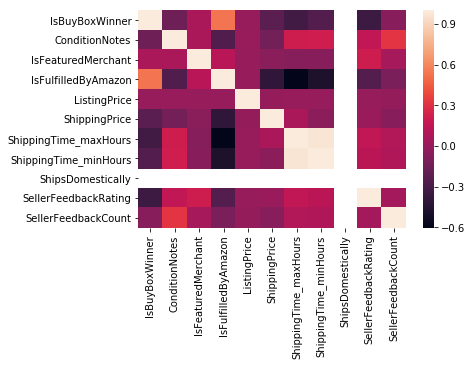 IsBuyBoxWinner
ConditionNotes
IsFeaturedMerchant
IsFulfilledByAmazon
ListingPrice
ShippingPrice
ShippingTime_maxHours
ShippingTime_minHours
ShipsDomestically
SellerFeedbackRating
SellerFeedbackCount
IsBuyBoxWinner
ConditionNotes
IsFeaturedMerchant
IsFulfilledByAmazon
ListingPrice
ShippingPrice
ShippingTime_maxHours
ShippingTime_minHours
ShipsDomestically
SellerFeedbackRating
SellerFeedbackCount
0.9
0.6
0.3
0.0
−0.3
−0.6